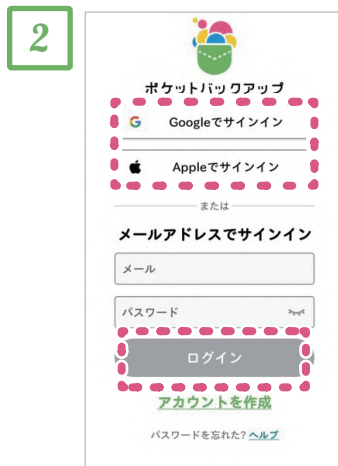 2
ポケットバックアップ
Googleでサインイン
Appleでサインイン
または
メールアドレスでサインイン
メール
パスワード
ログイン
アカウントを作成
パスワードを忘れた? ヘルプ